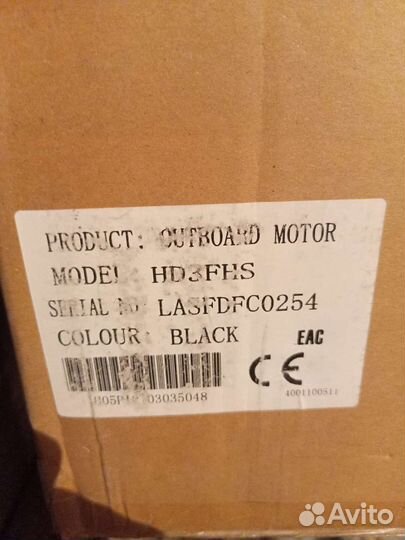 PRODUCT: OUTBOARD MOTOR
MODEL: HD3FHS
SERIAL NO: LASFDFC0254
COLOUR: BLACK
EAC
CE
4001100511
Avito